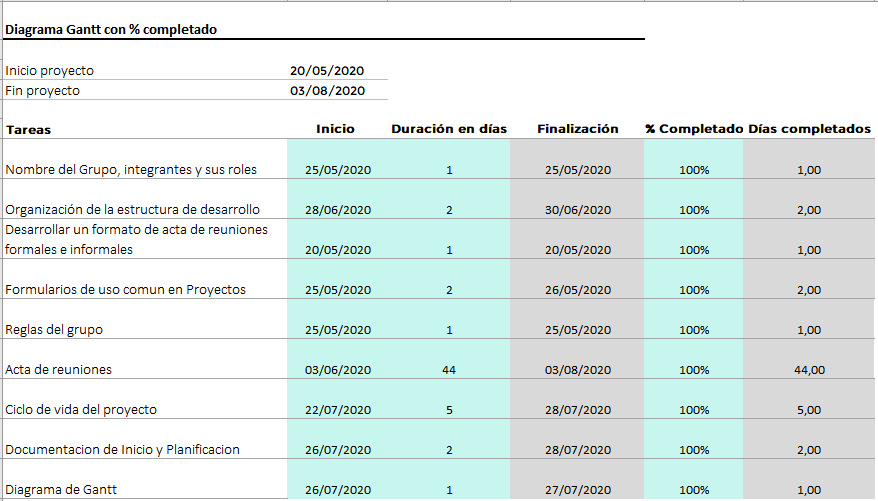 Diagrama Gantt con % completado
Inicio proyecto 20/05/2020
Fin proyecto 03/08/2020
Tareas Inicio Duración en días Finalización % Completado Días completados
Nombre del Grupo, integrantes y sus roles 25/05/2020 1 25/05/2020 100% 1,00
Organización de la estructura de desarrollo 28/06/2020 2 30/06/2020 100% 2,00
Desarrollar un formato de acta de reuniones
formales e informales 20/05/2020 1 20/05/2020 100% 1,00
Formularios de uso comun en Proyectos 25/05/2020 2 26/05/2020 100% 2,00
Reglas del grupo 25/05/2020 1 25/05/2020 100% 1,00
Acta de reuniones 03/06/2020 44 03/08/2020 100% 44,00
Ciclo de vida del proyecto 22/07/2020 5 28/07/2020 100% 5,00
Documentacion de Inicio y Planificacion 26/07/2020 2 28/07/2020 100% 2,00
Diagrama de Gantt 26/07/2020 1 27/07/2020 100% 1,00